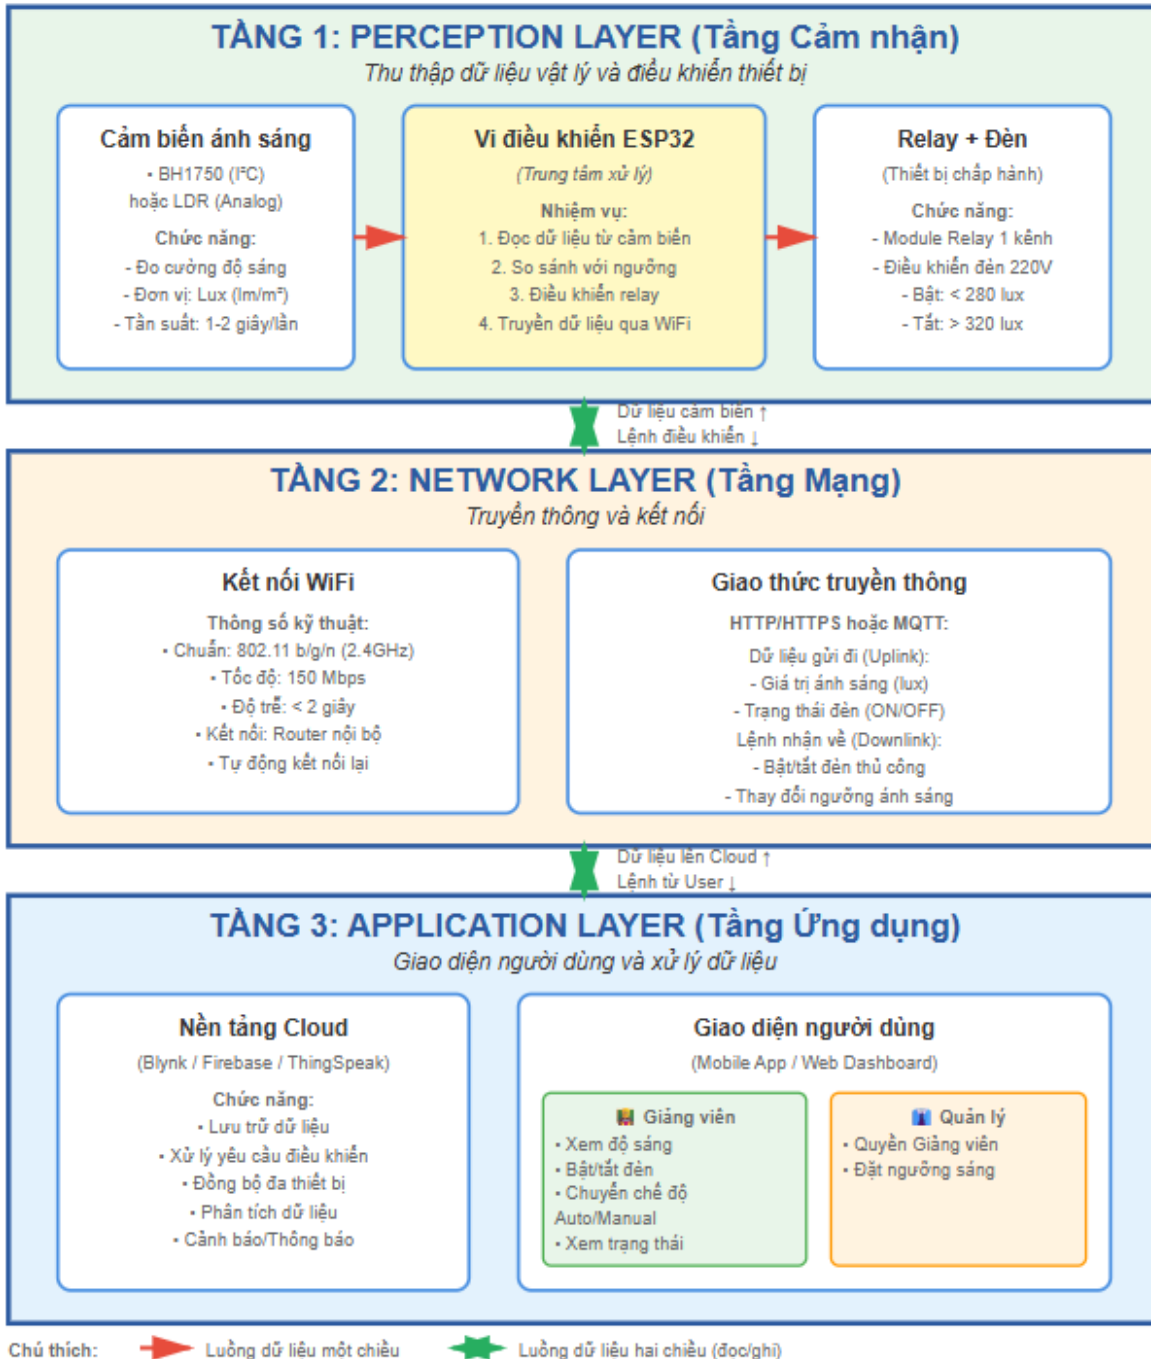 TẦNG 1: PERCEPTION LAYER (Tầng Cảm nhận)
Thu thập dữ liệu vật lý và điều khiển thiết bị
Cảm biến ánh sáng
• BH1750 (I²C)
hoặc LDR (Analog)
Chức năng:
- Đo cường độ sáng
- Đơn vị: Lux (lm/m²)
- Tần suất: 1-2 giây/lần
Vi điều khiển ESP32
(Trung tâm xử lý)
Nhiệm vụ:
1. Đọc dữ liệu từ cảm biến
2. So sánh với ngưỡng
3. Điều khiển relay
4. Truyền dữ liệu qua WiFi
Relay + Đèn
(Thiết bị chấp hành)
Chức năng:
- Module Relay 1 kênh
- Điều khiển đèn 220V
- Bật: < 280 lux
- Tắt: > 320 lux
Dữ liệu cảm biến ↑
Lệnh điều khiển ↓
TẦNG 2: NETWORK LAYER (Tầng Mạng)
Truyền thông và kết nối
Kết nối WiFi
Thông số kỹ thuật:
• Chuẩn: 802.11 b/g/n (2.4GHz)
• Tốc độ: 150 Mbps
• Độ trễ: < 2 giây
• Kết nối: Router nội bộ
• Tự động kết nối lại
Giao thức truyền thông
HTTP/HTTPS hoặc MQTT:
Dữ liệu gửi đi (Uplink):
- Giá trị ánh sáng (lux)
- Trạng thái đèn (ON/OFF)
Lệnh nhận về (Downlink):
- Bật/tắt đèn thủ công
- Thay đổi ngưỡng ánh sáng
Dữ liệu lên Cloud ↑
Lệnh từ User ↓
TẦNG 3: APPLICATION LAYER (Tầng Ứng dụng)
Giao diện người dùng và xử lý dữ liệu
Nền tảng Cloud
(Blynk / Firebase / ThingSpeak)
Chức năng:
• Lưu trữ dữ liệu
• Xử lý yêu cầu điều khiển
• Đồng bộ đa thiết bị
• Phân tích dữ liệu
• Cảnh báo/Thông báo
Giao diện người dùng
(Mobile App / Web Dashboard)
Giảng viên
• Xem độ sáng
• Bật/tắt đèn
• Chuyển chế độ
Auto/Manual
• Xem trạng thái
Quản lý
• Quyền Giảng viên
• Đặt ngưỡng sáng
Chú thích:
Luồng dữ liệu một chiều
Luồng dữ liệu hai chiều (đọc/ghi)